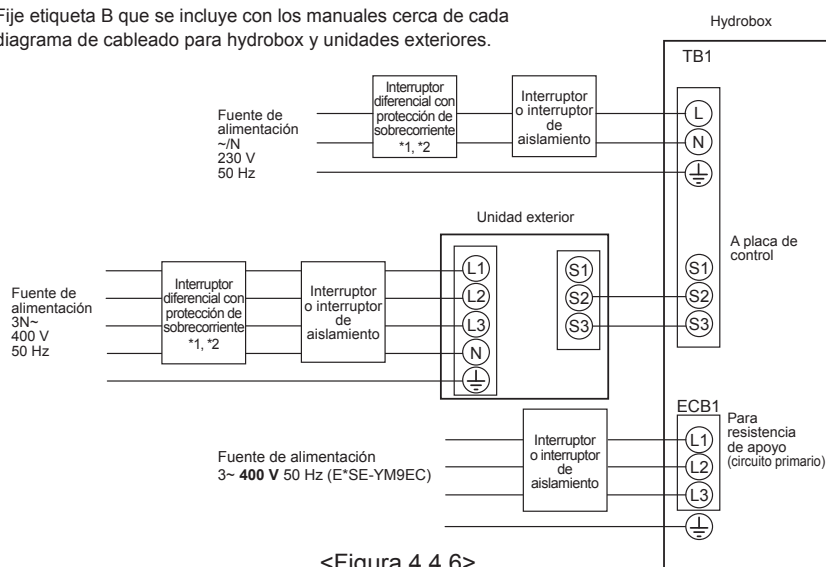 Fije etiqueta B que se incluye con los manuales cerca de cada
diagrama de cableado para hydrobox y unidades exteriores.
Hydrobox
TB1
Fuente de
alimentación
~/N
230 V
50 Hz
Interruptor
diferencial con
protección de
sobrecorriente
*1, *2
Interruptor
o interruptor
de
aislamiento
L
N
Unidad exterior
A placa de
control
Fuente de
alimentación
3N~
400 V
50 Hz
Interruptor
diferencial con
protección de
sobrecorriente
*1, *2
Interruptor
o interruptor
de
aislamiento
L1
L2
L3
N
S1
S2
S3
S1
S2
S3
ECB1
Para
resistencia
de apoyo
(circuito primario)
Fuente de alimentación
3~ 400 V 50 Hz (E*SE-YM9EC)
Interruptor
o interruptor
de
aislamiento
L1
L2
L3
<Figura 4.4.6>